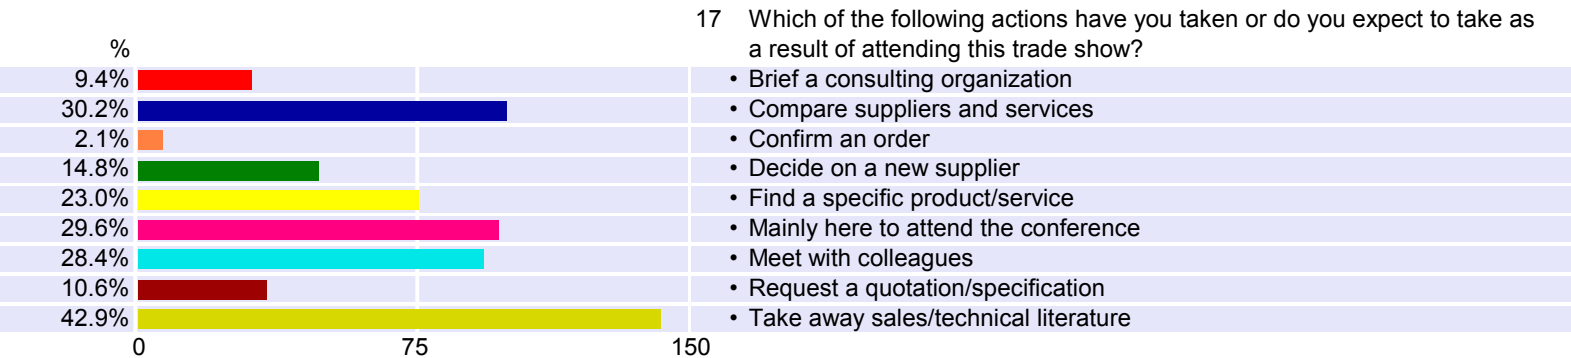 17 Which of the following actions have you taken or do you expect to take as
% a result of attending this trade show?
9.4% • Brief a consulting organization
30.2% • Compare suppliers and services
2.1% • Confirm an order
14.8% • Decide on a new supplier
23.0% • Find a specific product/service
29.6% • Mainly here to attend the conference
28.4% • Meet with colleagues
10.6% • Request a quotation/specification
42.9% • Take away sales/technical literature
0 75 150